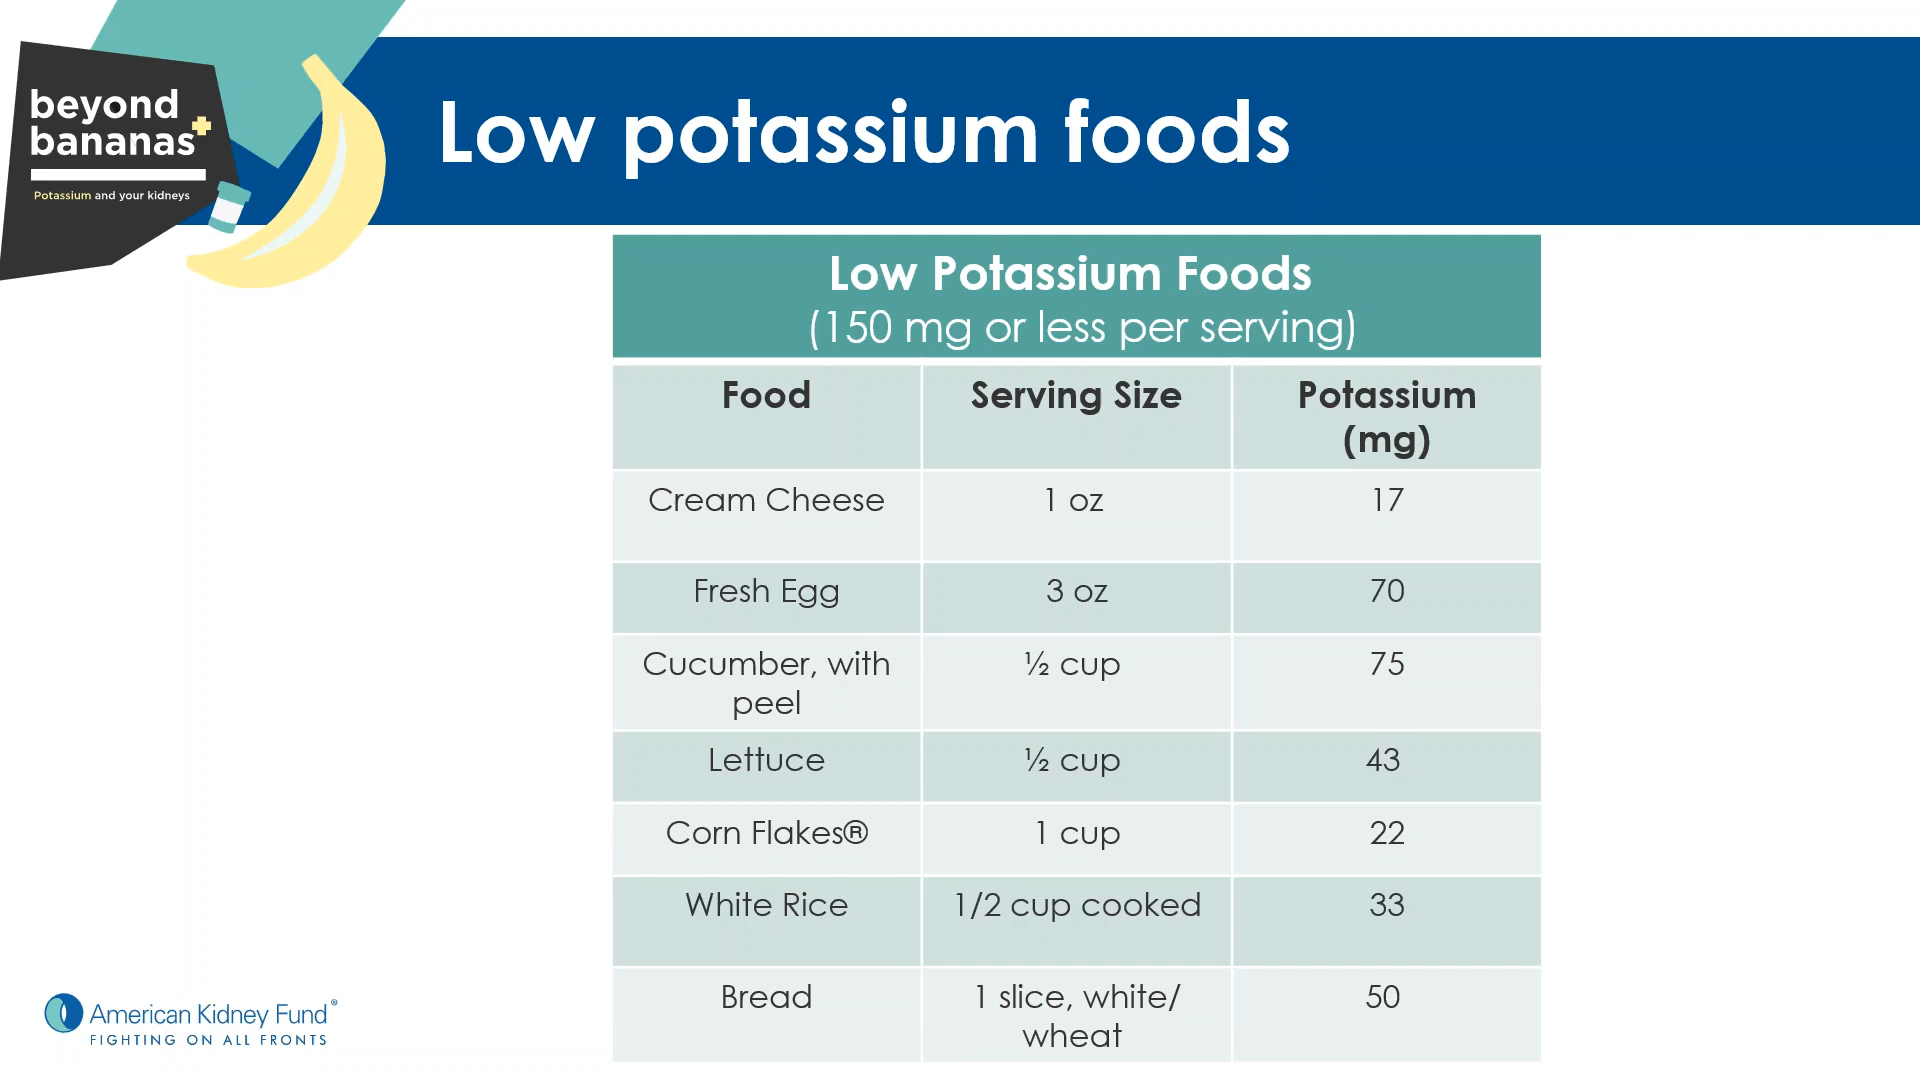 beyond
bananas
Potassium and your kidneys
Low potassium foods
Low Potassium Foods
(150 mg or less per serving)
Food Serving Size Potassium
(mg)
Cream Cheese 1 oz 17
Fresh Egg 3 oz 70
Cucumber, with ½ cup 75
peel
Lettuce ½ cup 43
Corn Flakes® 1 cup 22
White Rice 1/2 cup cooked 33
Bread 1 slice, white/ 50
wheat
American Kidney Fund®
FIGHTING ON ALL FRONTS